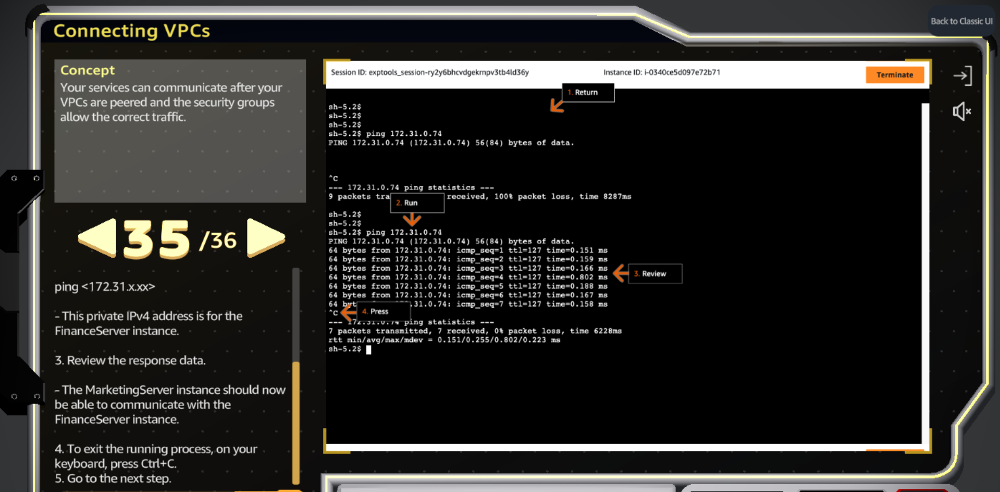 Back to Classic UI
Connecting VPCs
Concept
Your services can communicate after your
VPCs are peered and the security groups
allow the correct traffic.
35 /36
ping <172.31.x.xx>
- This private IPv4 address is for the
FinanceServer instance.
3. Review the response data.
- The MarketingServer instance should now
be able to communicate with the
FinanceServer instance.
4. To exit the running process, on your
keyboard, press Ctrl+C.
5. Go to the next step.
Session ID: exptools_session-ry2y6bhcvdgekrnpv3tb4ld36y
Instance ID: i-0340ce5d097e72b71
Terminate
1. Return
sh-5.2$
sh-5.2$
sh-5.2$
sh-5.2$ ping 172.31.0.74
PING 172.31.0.74 (172.31.0.74) 56(84) bytes of data.
^C
--- 172.31.0.74 ping statistics ---
9 packets tra received, 100% packet loss, time 8287ms
2. Run
sh-5.2$
sh-5.2$
sh-5.2$ ping 172.31.0.74
PING 172.31.0.74 (172.31.0.74) 56(84) bytes of data.
64 bytes from 172.31.0.74: icmp_seq=1 ttl=127 time=0.151 ms
64 bytes from 172.31.0.74: icmp_seq=2 ttl=127 time=0.159 ms
64 bytes from 172.31.0.74: icmp_seq=3 ttl=127 time=0.166 ms
64 bytes from 172.31.0.74: icmp_seq=4 ttl=127 time=0.802 ms
64 bytes from 172.31.0.74: icmp_seq=5 ttl=127 time=0.188 ms
64 bytes from 172.31.0.74: icmp_seq=6 ttl=127 time=0.167 ms
64 byt .31.0.74: icmp_seq=7 ttl=127 time=0.158 ms
3. Review
^C
4. Press
--- 172.31.0.74 ping statistics ---
7 packets transmitted, 7 received, 0% packet loss, time 6228ms
rtt min/avg/max/mdev = 0.151/0.255/0.802/0.223 ms
sh-5.2$